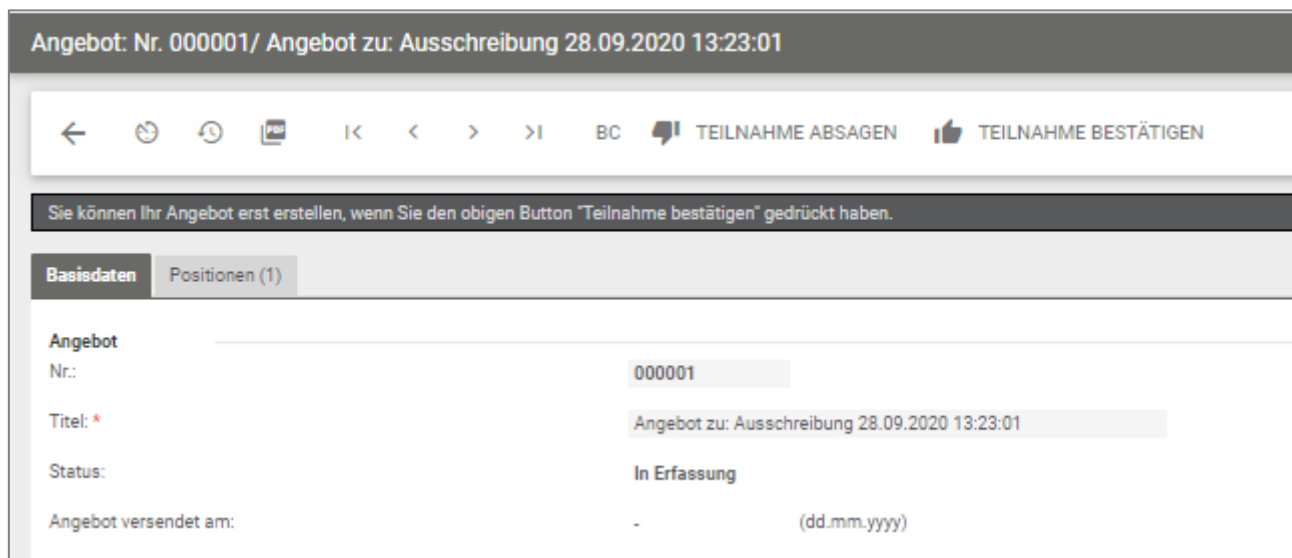 Angebot: Nr. 000001/ Angebot zu: Ausschreibung 28.09.2020 13:23:01
PDF BC TEILNAHME ABSAGEN TEILNAHME BESTÄTIGEN
Sie können Ihr Angebot erst erstellen, wenn Sie den obigen Button "Teilnahme bestätigen" gedrückt haben.
Basisdaten Positionen (1)
Angebot
Nr.: 000001
Titel: * Angebot zu: Ausschreibung 28.09.2020 13:23:01
Status: In Erfassung
Angebot versendet am: - (dd.mm.yyyy)